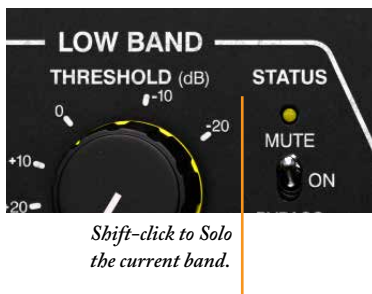 LOW BAND
THRESHOLD (dB)
STATUS
0
-10
-20
+10
MUTE
ON
-20
Shift-click to Solo
the current band.